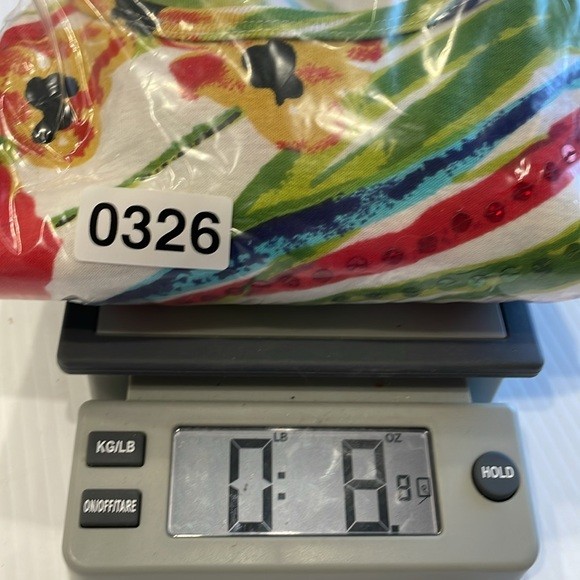 0326
KG/LB
ON/OFF/TARE
LB OZ
0: 8.8
HOLD